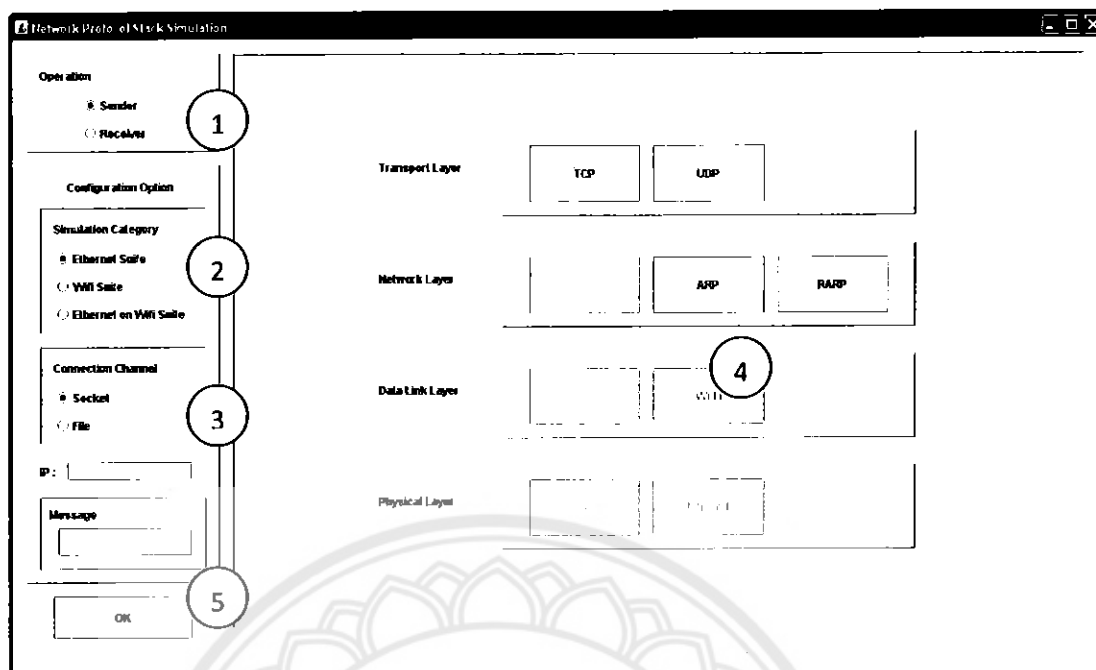 Network Protocol Stack Simulation
Operation
Sender
Receiver
1
Configuration Option
Simulation Category
Ethernet Suite
Wifi Suite
Ethernet on Wifi Suite
2
Connection Channel
Socket
File
3
IP :
Message
OK
5
Transport Layer
TCP
UDP
Network Layer
ARP
RARP
4
Data Link Layer
Physical Layer